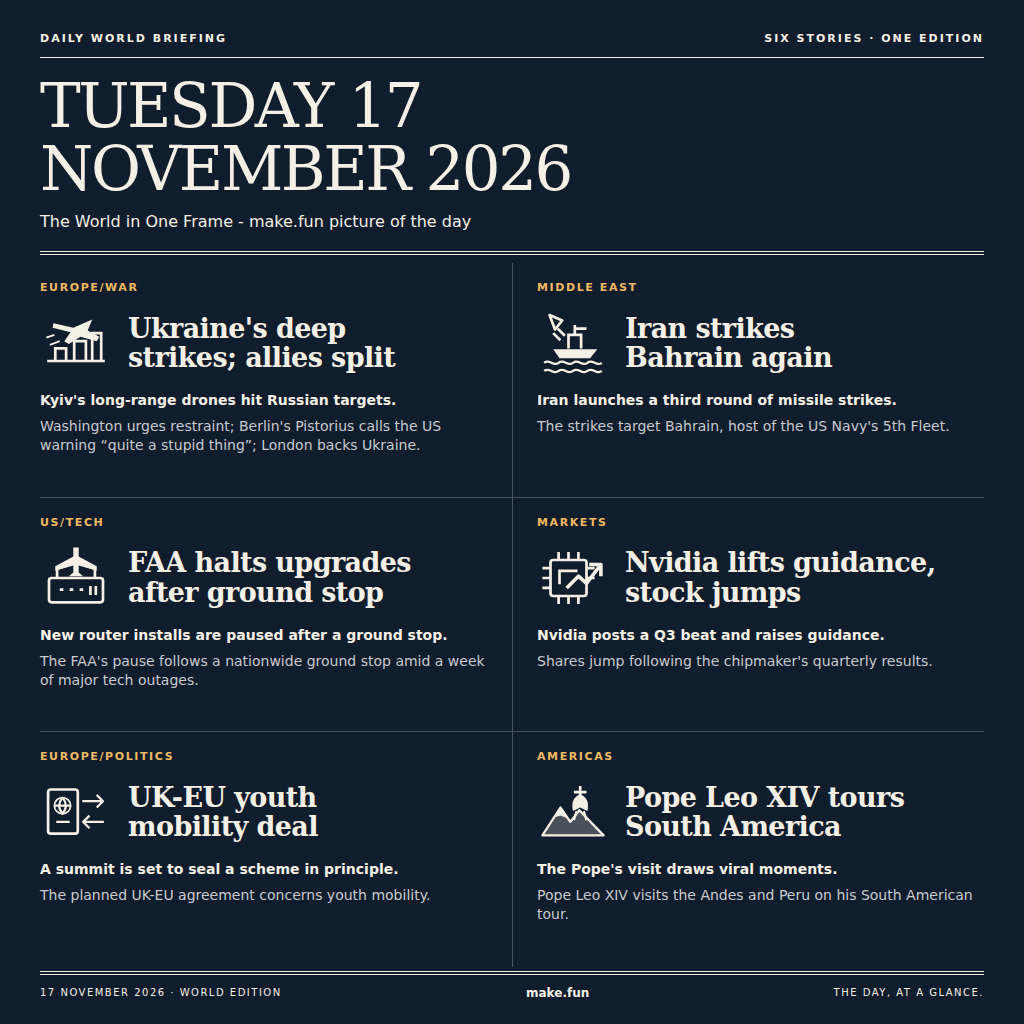 DAILY WORLD BRIEFING
SIX STORIES · ONE EDITION
TUESDAY 17
NOVEMBER 2026
The World in One Frame - make.fun picture of the day
EUROPE/WAR
Ukraine's deep
strikes; allies split
Kyiv's long-range drones hit Russian targets.
Washington urges restraint; Berlin's Pistorius calls the US
warning “quite a stupid thing”; London backs Ukraine.
MIDDLE EAST
Iran strikes
Bahrain again
Iran launches a third round of missile strikes.
The strikes target Bahrain, host of the US Navy's 5th Fleet.
US/TECH
FAA halts upgrades
after ground stop
New router installs are paused after a ground stop.
The FAA's pause follows a nationwide ground stop amid a week
of major tech outages.
MARKETS
Nvidia lifts guidance,
stock jumps
Nvidia posts a Q3 beat and raises guidance.
Shares jump following the chipmaker's quarterly results.
EUROPE/POLITICS
UK-EU youth
mobility deal
A summit is set to seal a scheme in principle.
The planned UK-EU agreement concerns youth mobility.
AMERICAS
Pope Leo XIV tours
South America
The Pope's visit draws viral moments.
Pope Leo XIV visits the Andes and Peru on his South American
tour.
17 NOVEMBER 2026 · WORLD EDITION
make.fun
THE DAY, AT A GLANCE.